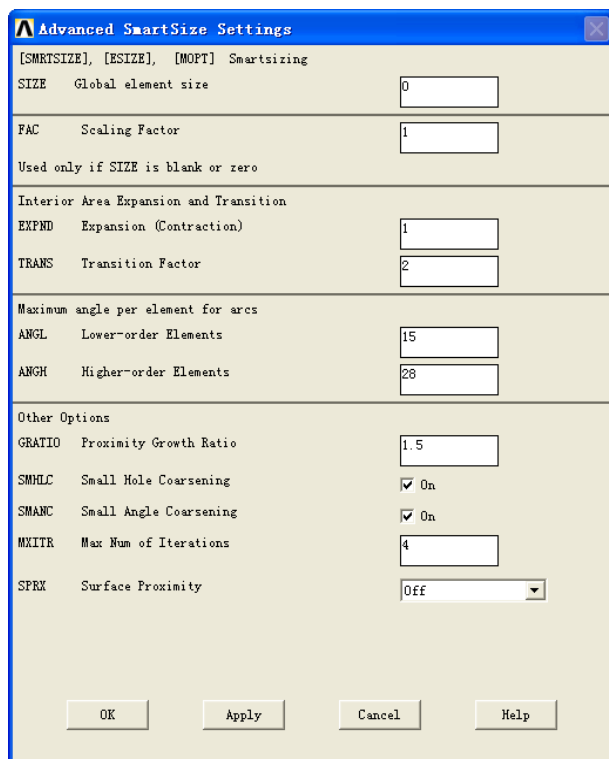 Advanced SmartSize Settings
[SMRTSIZE], [ESIZE], [MOPT] Smartsizing
SIZE Global element size 0
FAC Scaling Factor 1
Used only if SIZE is blank or zero
Interior Area Expansion and Transition
EXPND Expansion (Contraction) 1
TRANS Transition Factor 2
Maximum angle per element for arcs
ANGL Lower-order Elements 15
ANGH Higher-order Elements 28
Other Options
GRATIO Proximity Growth Ratio 1.5
SMHLC Small Hole Coarsening On
SMANC Small Angle Coarsening On
MXITR Max Num of Iterations 4
SPRX Surface Proximity Off
OK Apply Cancel Help